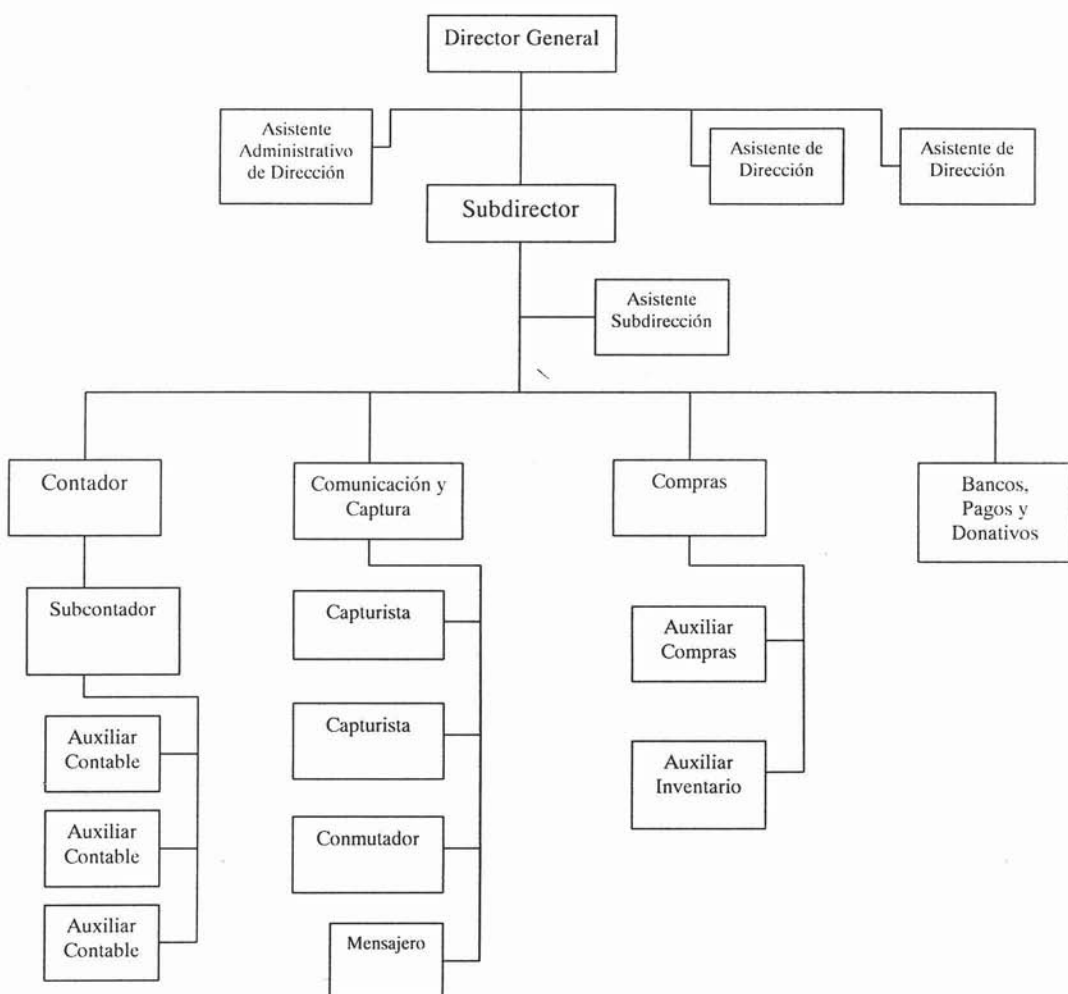 Director General
Asistente
Administrativo
de Dirección
Asistente de
Dirección
Asistente de
Dirección
Subdirector
Asistente
Subdirección
Contador
Comunicación y
Captura
Compras
Bancos,
Pagos y
Donativos
Subcontador
Capturista
Auxiliar
Compras
Auxiliar
Contable
Capturista
Auxiliar
Inventario
Auxiliar
Contable
Conmutador
Auxiliar
Contable
Mensajero